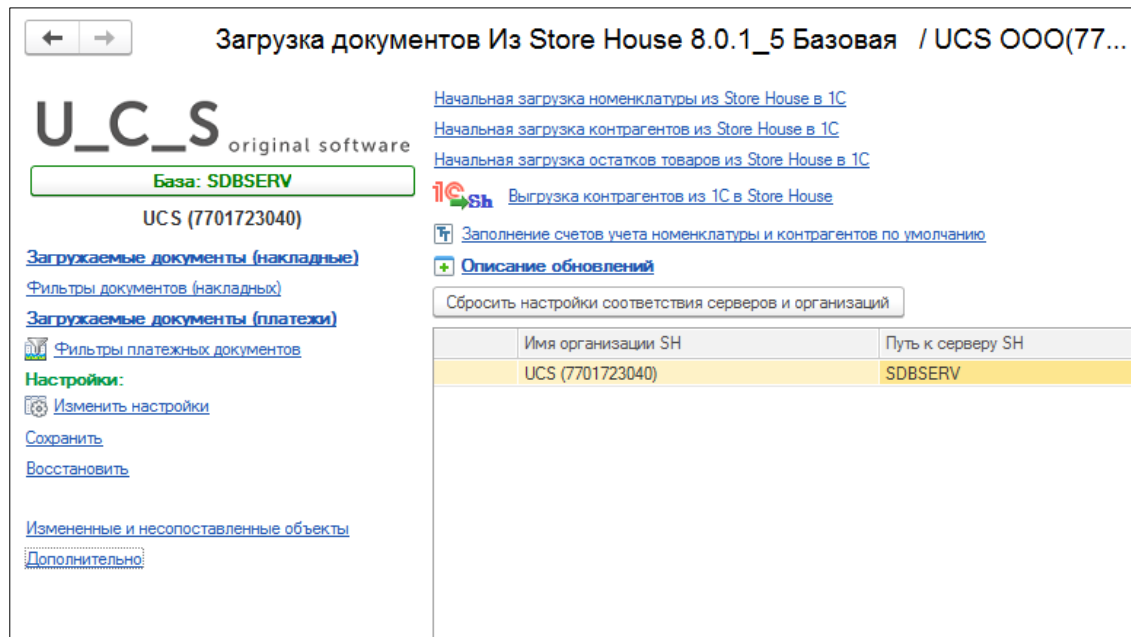 Загрузка документов Из Store House 8.0.1_5 Базовая / UCS ООО(77...
U_C_S original software
База: SDBSERV
UCS (7701723040)
Загружаемые документы (накладные)
Фильтры документов (накладных)
Загружаемые документы (платежи)
Фильтры платежных документов
Настройки:
Изменить настройки
Сохранить
Восстановить
Измененные и несопоставленные объекты
Дополнительно
Начальная загрузка номенклатуры из Store House в 1С
Начальная загрузка контрагентов из Store House в 1С
Начальная загрузка остатков товаров из Store House в 1С
1С Sh Выгрузка контрагентов из 1С в Store House
Тт Заполнение счетов учета номенклатуры и контрагентов по умолчанию
Описание обновлений
Сбросить настройки соответствия серверов и организаций
Имя организации SH Путь к серверу SH
UCS (7701723040) SDBSERV